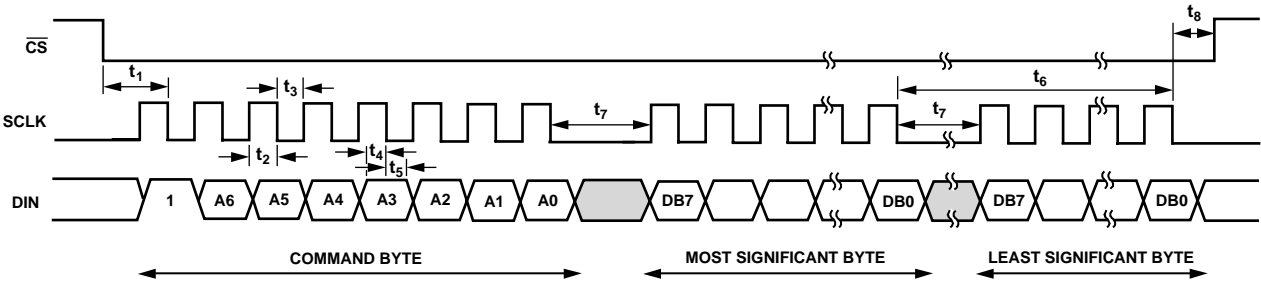 t8
CS
t1
t3
t6
SCLK
t7
t7
t2
t4
t5
DIN
1
A6
A5
A4
A3
A2
A1
A0
DB7
DB0
DB7
DB0
COMMAND BYTE
MOST SIGNIFICANT BYTE
LEAST SIGNIFICANT BYTE